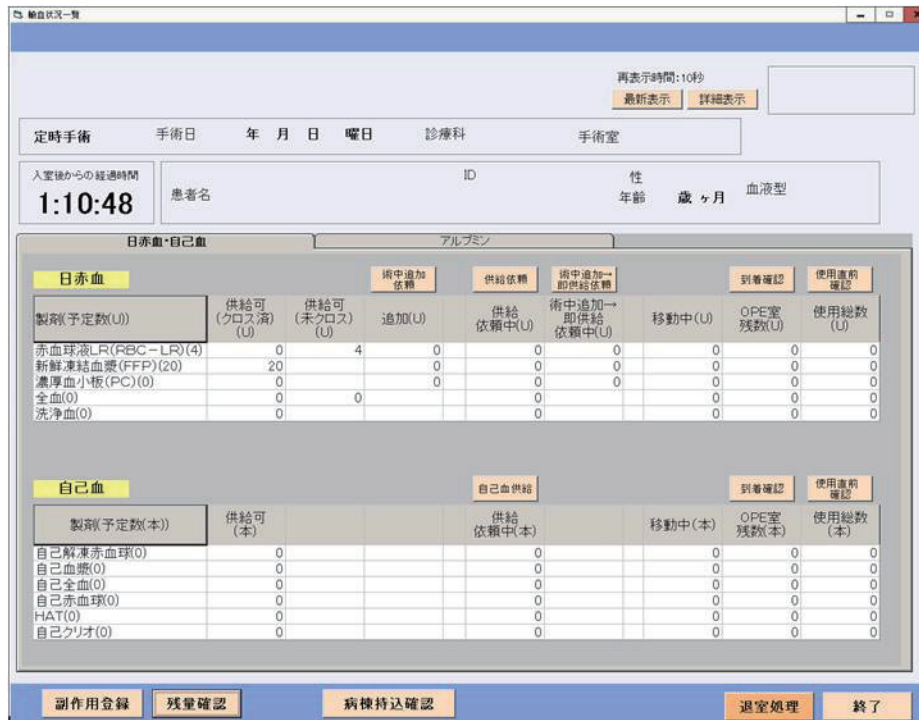 輸血状況一覧
再表示時間:10秒
最新表示 詳細表示
定時手術 手術日 年 月 日 曜日 診療科 手術室
入室後からの経過時間
1:10:48
患者名 ID 性
年齢 歳 ヶ月 血液型
日赤血・自己血 アルブミン
日赤血 術中追加依頼 供給依頼 術中追加→即供給依頼 到着確認 使用直前確認
製剤(予定数(U)) 供給可(クロス済)(U) 供給可(未クロス)(U) 追加(U) 供給依頼中(U) 術中追加→即供給依頼中(U) 移動中(U) OPE室残数(U) 使用総数(U)
赤血球液LR(RBC-LR)(4) 0 4 0 0 0 0 0 0
新鮮凍結血漿(FFP)(20) 20 0 0 0 0 0 0
濃厚血小板(PC)(0) 0 0 0 0 0 0 0
全血(0) 0 0 0 0 0 0
洗浄血(0) 0 0 0 0 0
自己血 自己血供給 到着確認 使用直前確認
製剤(予定数(本)) 供給可(本) 供給依頼中(本) 移動中(本) OPE室残数(本) 使用総数(本)
自己解凍赤血球(0) 0 0 0 0 0
自己血漿(0) 0 0 0 0 0
自己全血(0) 0 0 0 0 0
自己赤血球(0) 0 0 0 0 0
HAT(0) 0 0 0 0 0
自己クリオ(0) 0 0 0 0 0
副作用登録 残量確認 病棟持込確認 退室処理 終了